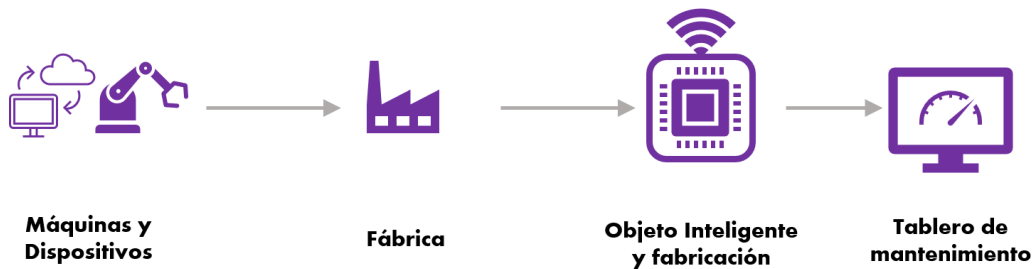 Máquinas y
Dispositivos
Fábrica
Objeto Inteligente
y fabricación
Tablero de
mantenimiento